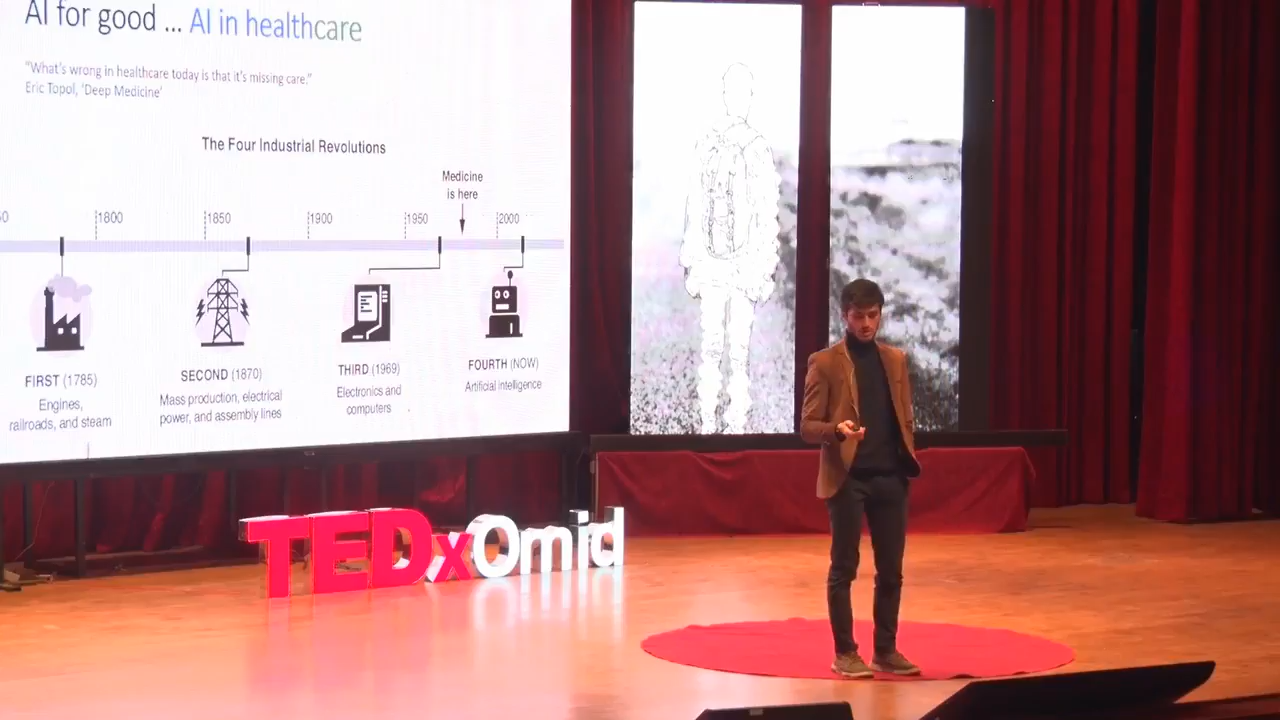 AI for good ... AI in healthcare
"What's wrong in healthcare today is that it's missing care."
Eric Topol, 'Deep Medicine'
The Four Industrial Revolutions
Medicine
is here
0 1800 1850 1900 1950 2000
FIRST (1785)
Engines,
railroads, and steam
SECOND (1870)
Mass production, electrical
power, and assembly lines
THIRD (1969)
Electronics and
computers
FOURTH (NOW)
Artificial intelligence
TEDxOmid